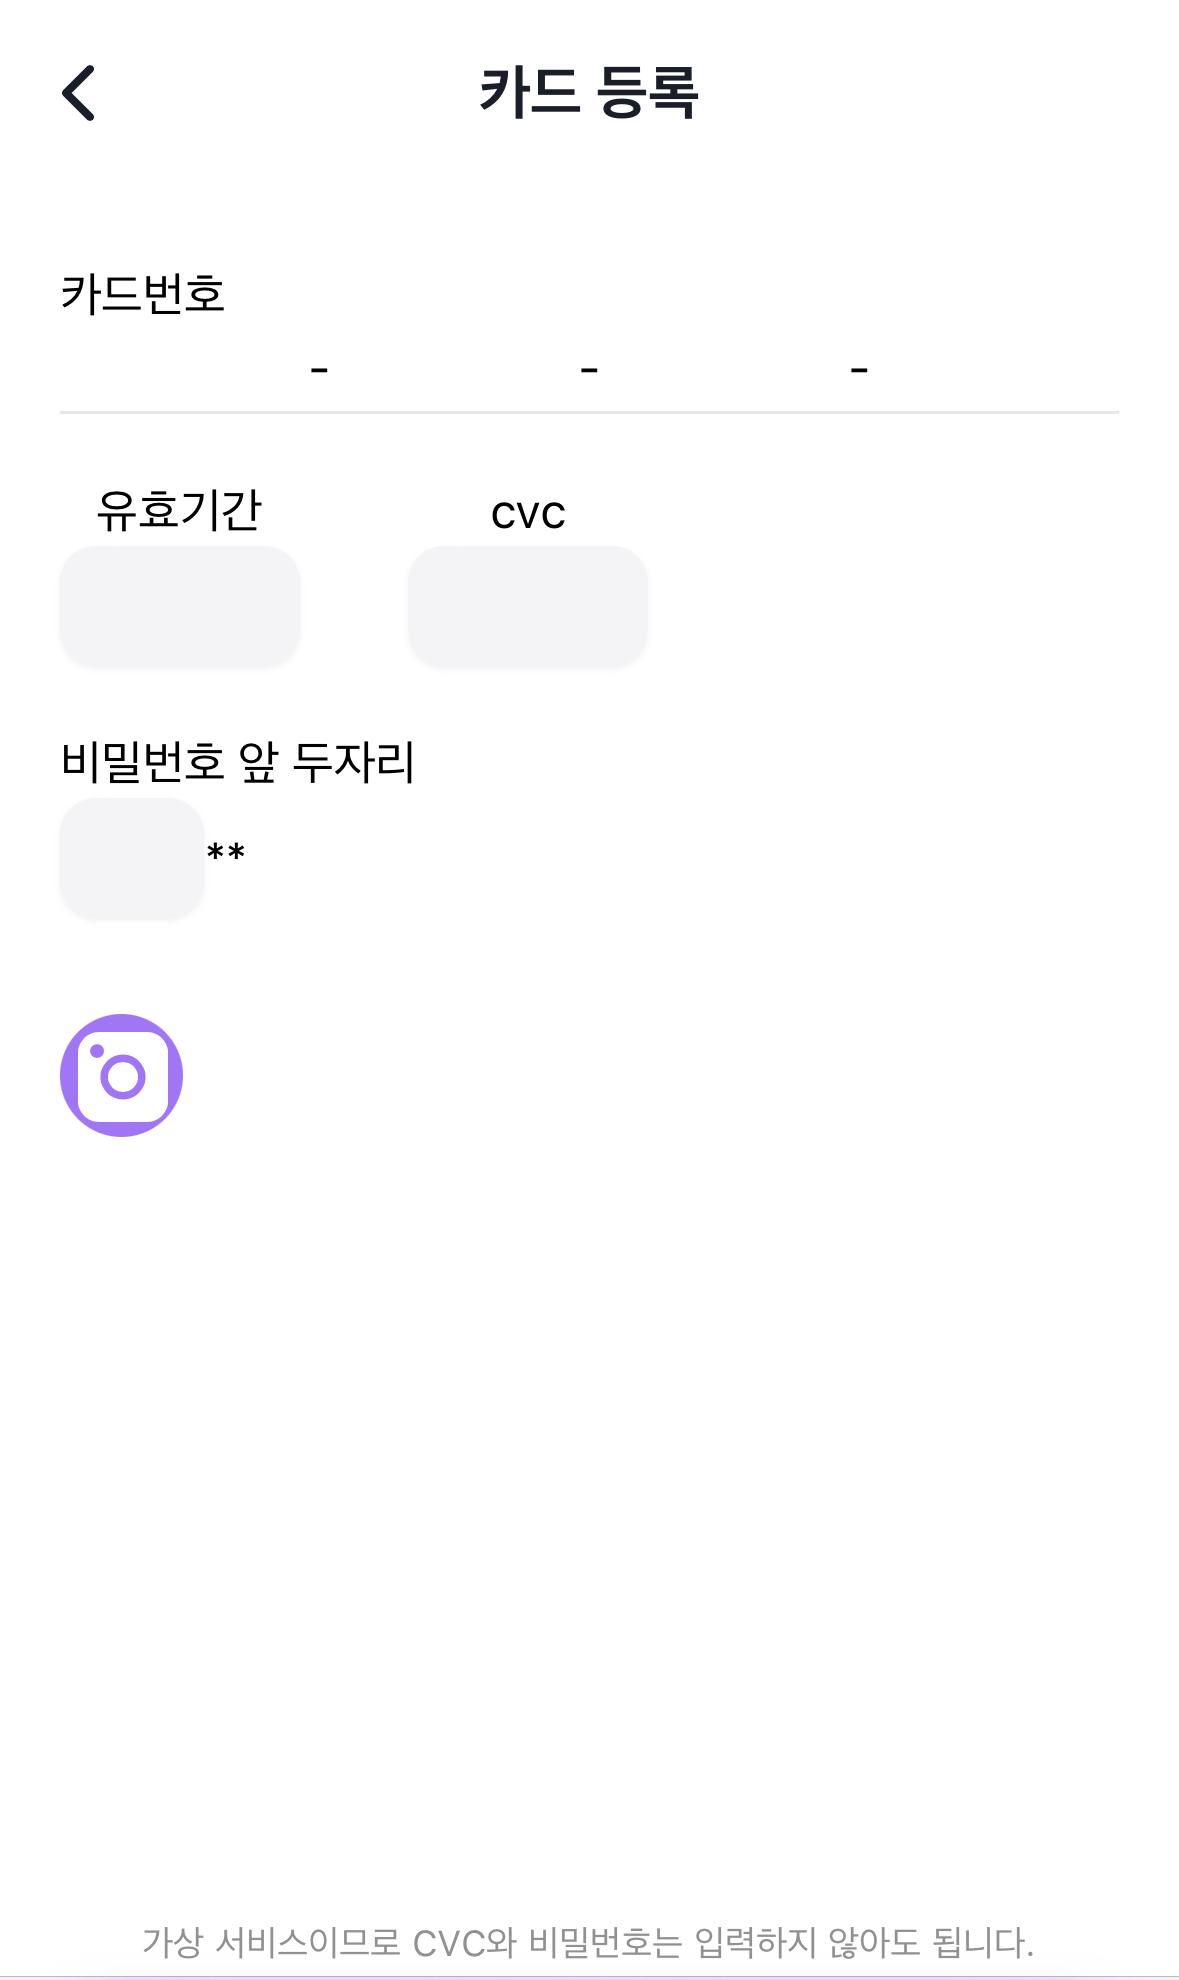 카드 등록
카드번호
- - -
유효기간 cvc
비밀번호 앞 두자리
**
가상 서비스이므로 CVC와 비밀번호는 입력하지 않아도 됩니다.